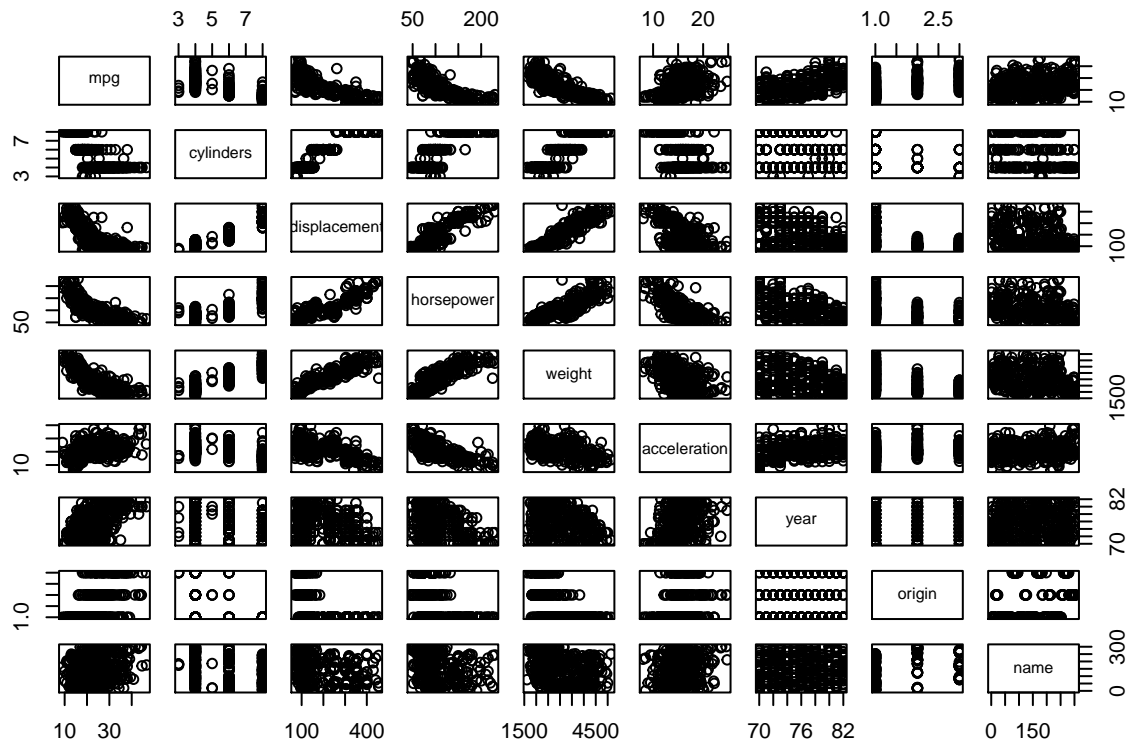 3 5 7
50 200
10 20
1.0 2.5
mpg
10
3 7
cylinders
displacement
100
50
horsepower
weight
1500
10
acceleration
year
70 82
1.0
origin
name
0 300
10 30
100 400
1500 4500
70 76 82
0 150